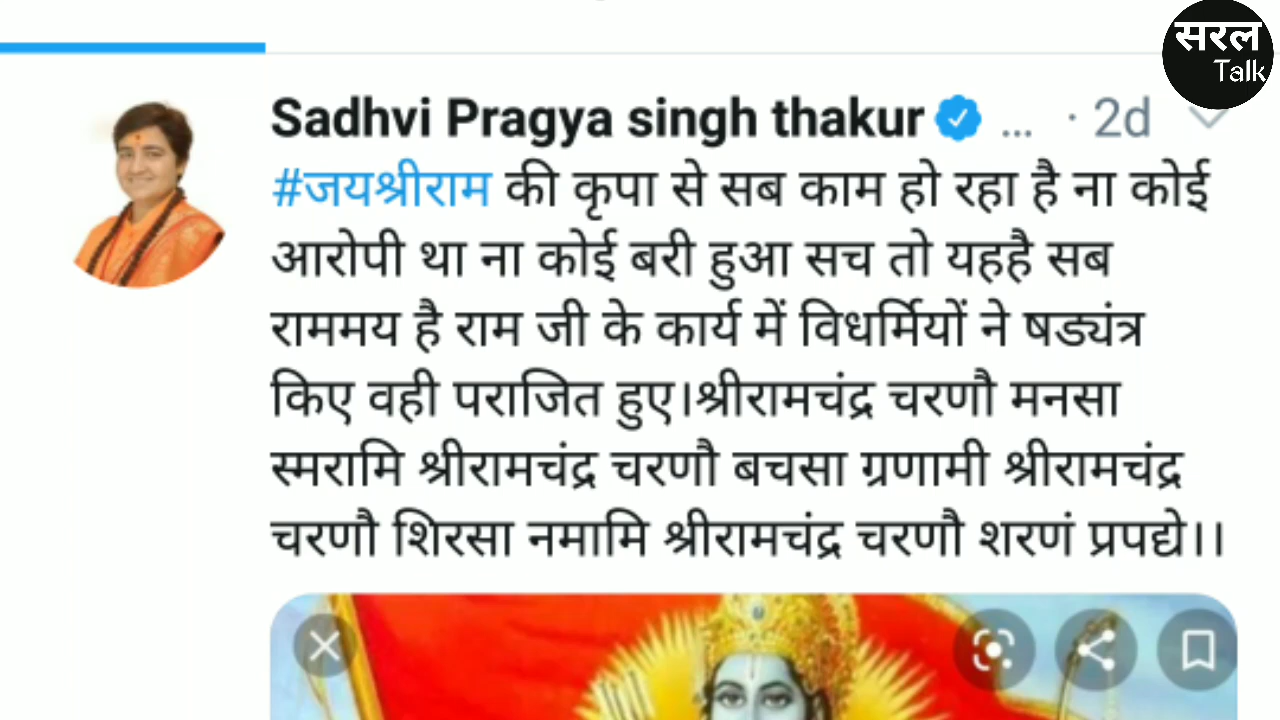 सरल
Talk
Sadhvi Pragya singh thakur ... · 2d
#जयश्रीराम की कृपा से सब काम हो रहा है ना कोई
आरोपी था ना कोई बरी हुआ सच तो यहहै सब
राममय है राम जी के कार्य में विधर्मियों ने षड्यंत्र
किए वही पराजित हुए।श्रीरामचंद्र चरणौ मनसा
स्मरामि श्रीरामचंद्र चरणौ बचसा ग्रणामी श्रीरामचंद्र
चरणौ शिरसा नमामि श्रीरामचंद्र चरणौ शरणं प्रपद्ये।।